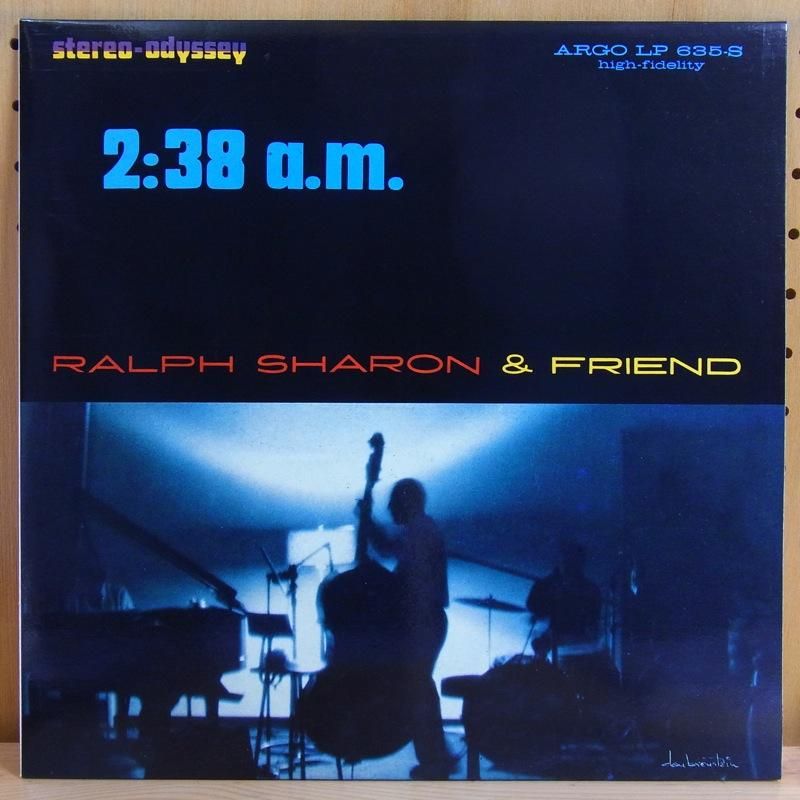 stereo-odyssey
ARGO LP 635-S
high-fidelity
2:38 a.m.
RALPH SHARON & FRIEND